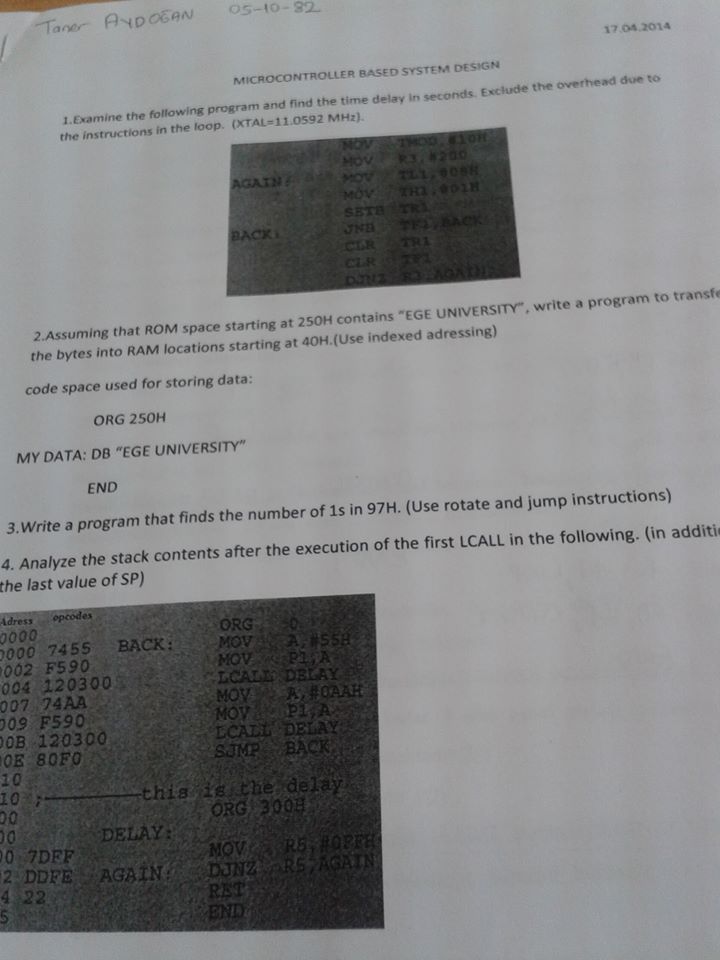 Taner AYDOĞAN 05-10-82
17.04.2014
MICROCONTROLLER BASED SYSTEM DESIGN
1.Examine the following program and find the time delay in seconds. Exclude the overhead due to
the instructions in the loop. (XTAL=11.0592 MHz).
MOV TMOD,#10H
MOV R3,#200
AGAIN: MOV TL1,#08H
MOV TH1,#01H
SETB TR1
BACK: JNB TF1,BACK
CLR TR1
CLR TF1
DJNZ R3,AGAIN
2.Assuming that ROM space starting at 250H contains “EGE UNIVERSITY”, write a program to transfe
the bytes into RAM locations starting at 40H.(Use indexed adressing)
code space used for storing data:
ORG 250H
MY DATA: DB “EGE UNIVERSITY”
END
3.Write a program that finds the number of 1s in 97H. (Use rotate and jump instructions)
4. Analyze the stack contents after the execution of the first LCALL in the following. (in additi
the last value of SP)
Adress opcodes
0000 ORG 0
0000 7455 BACK: MOV A,#55H
002 F590 MOV P1,A
004 120300 LCALL DELAY
007 74AA MOV A,#0AAH
009 F590 MOV P1,A
00B 120300 LCALL DELAY
0E 80F0 SJMP BACK
10
10 ;————this is the delay
00 ORG 300H
00 DELAY:
00 7DFF MOV R5,#0FFH
2 DDFE AGAIN: DJNZ R5,AGAIN
4 22 RET
5 END